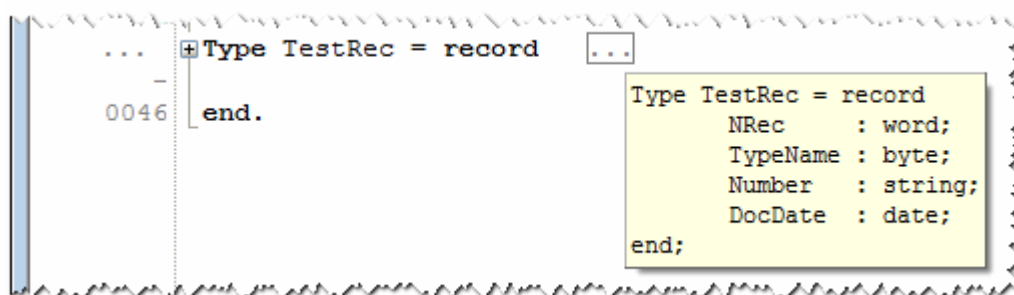 ... Type TestRec = record ...
0046 end.
Type TestRec = record
NRec : word;
TypeName : byte;
Number : string;
DocDate : date;
end;